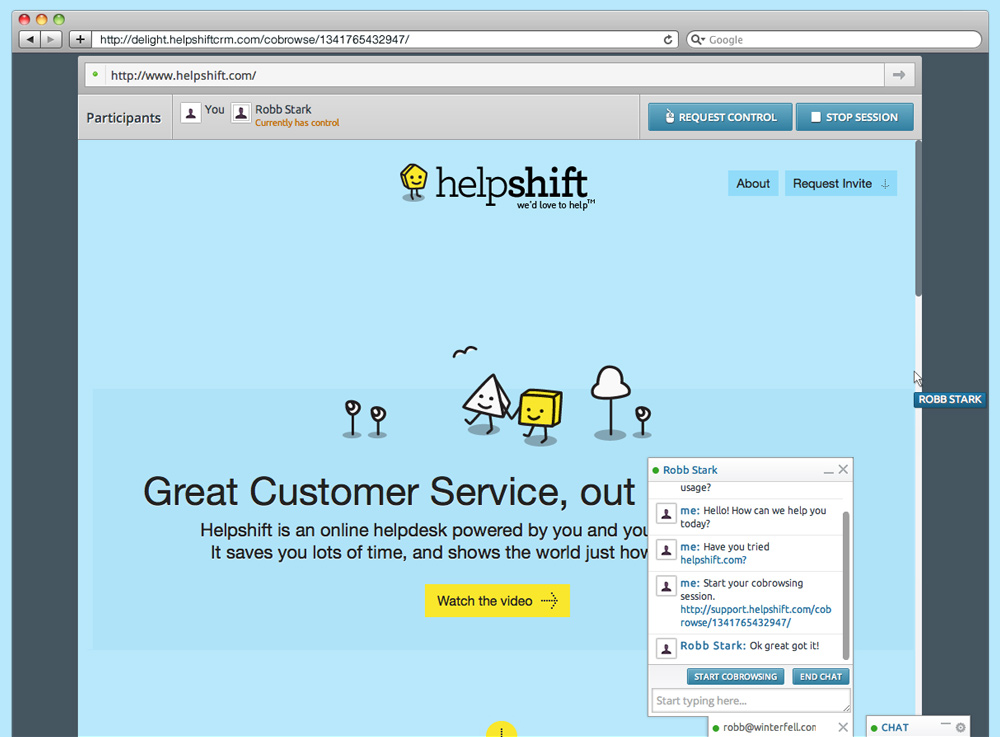 http://delight.helpshiftcrm.com/cobrowse/1341765432947/
Google
http://www.helpshift.com/
Participants
You
Robb Stark
Currently has control
REQUEST CONTROL
STOP SESSION
helpshift
we'd love to help™
About
Request Invite
ROBB STARK
Great Customer Service, out
Helpshift is an online helpdesk powered by you and you
It saves you lots of time, and shows the world just how
Watch the video
Robb Stark
usage?
me: Hello! How can we help you
today?
me: Have you tried
helpshift.com?
me: Start your cobrowsing
session.
http://support.helpshift.com/cob
rowse/1341765432947/
Robb Stark: Ok great got it!
START COBROWSING
END CHAT
Start typing here...
robb@winterfell.com
CHAT